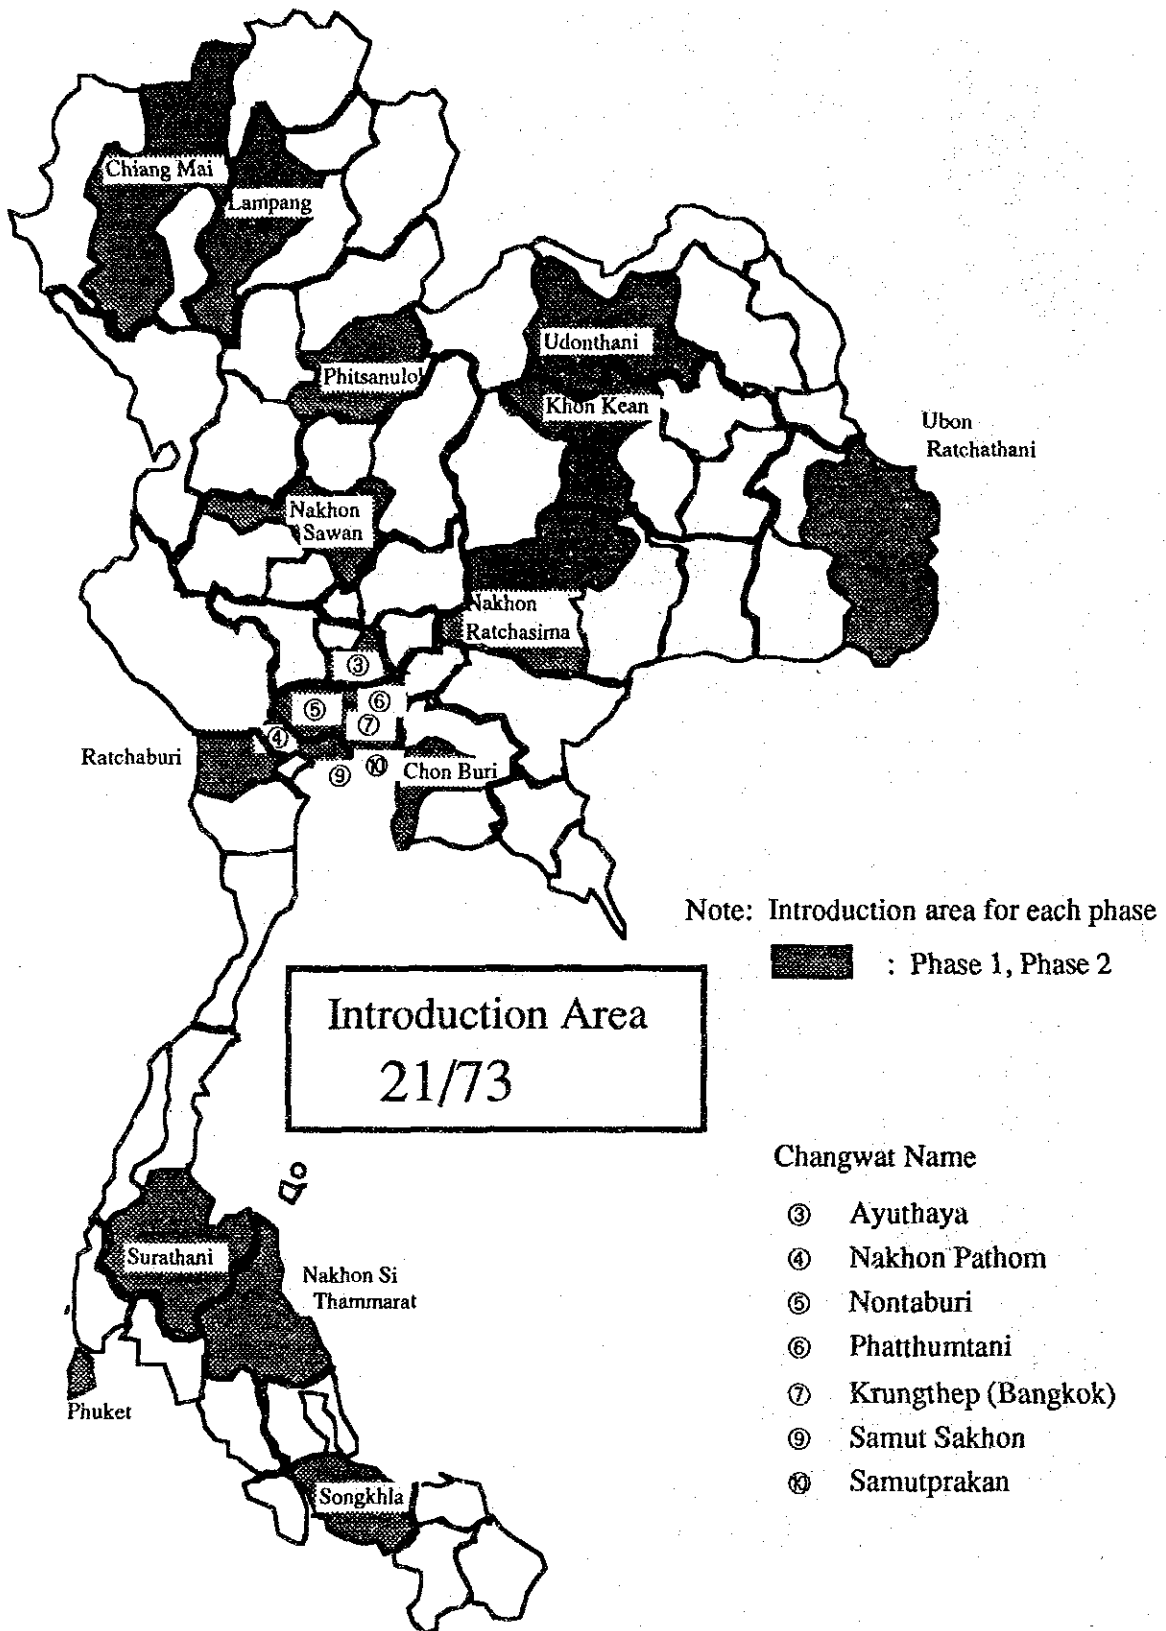 Chiang Mai
Lampang
Udonthani
Phitsanulo
Khon Kean
Ubon
Ratchathani
Nakhon
Sawan
Nakhon
Ratchasima
③
⑤
⑥
⑦
④
Ratchaburi
⑨
⑩
Chon Buri
Note: Introduction area for each phase
: Phase 1, Phase 2
Introduction Area
21/73
Changwat Name
③ Ayuthaya
④ Nakhon Pathom
⑤ Nontaburi
⑥ Phatthumtani
⑦ Krungthep (Bangkok)
⑨ Samut Sakhon
⑩ Samutprakan
Surathani
Nakhon Si
Thammarat
Phuket
Songkhla